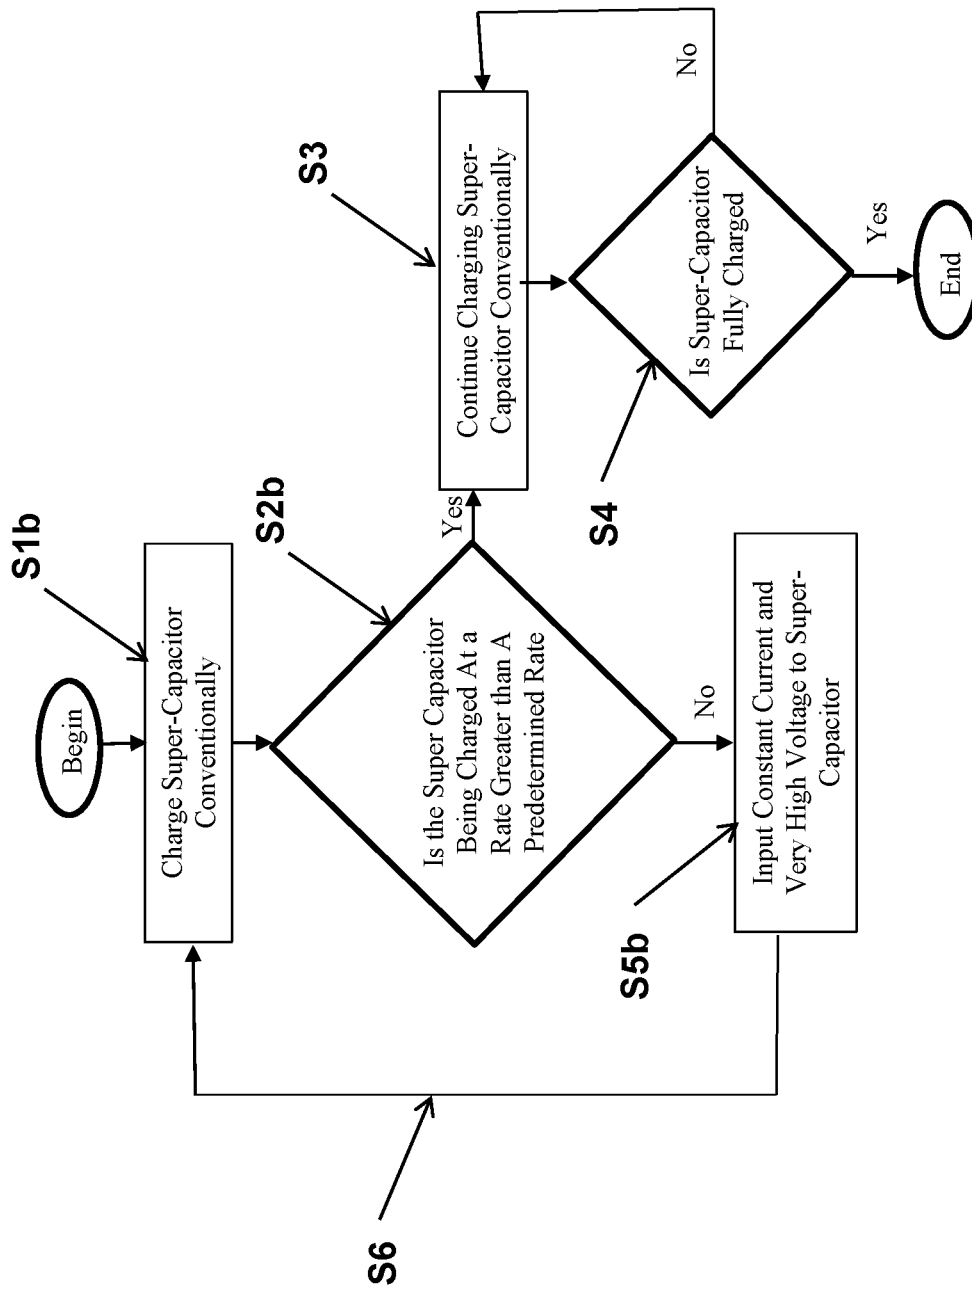 Begin
S1b
Charge Super-Capacitor
Conventionally
S2b
Is the Super Capacitor
Being Charged At a
Rate Greater than A
Predetermined Rate
Yes
No
S3
Continue Charging Super-
Capacitor Conventionally
S4
Is Super-Capacitor
Fully Charged
No
Yes
End
S5b
Input Constant Current and
Very High Voltage to Super-
Capacitor
S6